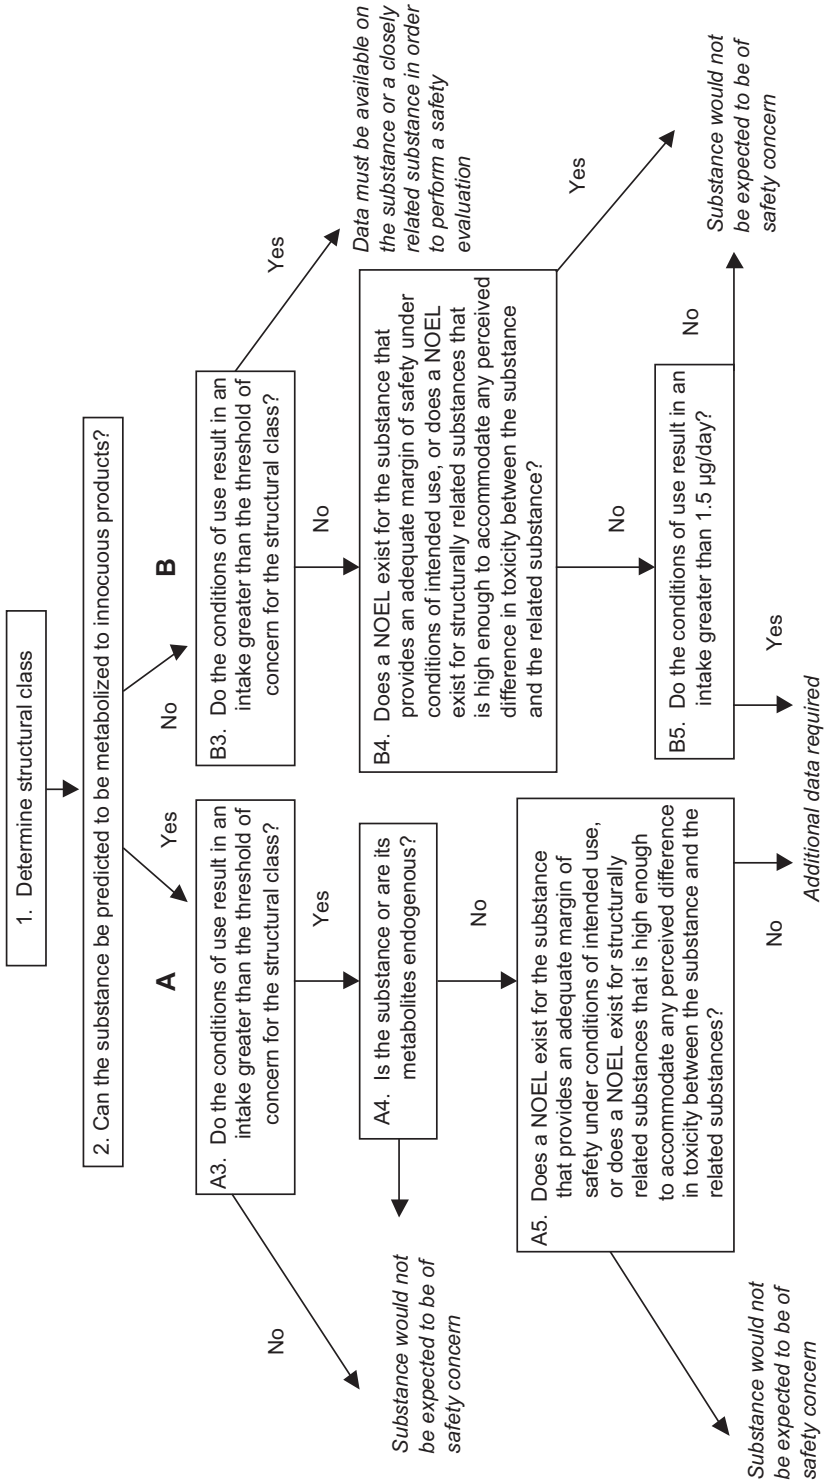 1. Determine structural class
2. Can the substance be predicted to be metabolized to innocuous products?
Yes
No
A
B
A3. Do the conditions of use result in an
intake greater than the threshold of
concern for the structural class?
B3. Do the conditions of use result in an
intake greater than the threshold of
concern for the structural class?
No
Yes
No
Yes
Substance would not
be expected to be of
safety concern
A4. Is the substance or are its
metabolites endogenous?
Data must be available on
the substance or a closely
related substance in order
to perform a safety
evaluation
B4. Does a NOEL exist for the substance that
provides an adequate margin of safety under
conditions of intended use, or does a NOEL
exist for structurally related substances that
is high enough to accommodate any perceived
difference in toxicity between the substance
and the related substance?
No
No
Yes
A5. Does a NOEL exist for the substance
that provides an adequate margin of
safety under conditions of intended use,
or does a NOEL exist for structurally
related substances that is high enough
to accommodate any perceived difference
in toxicity between the substance and the
related substances?
B5. Do the conditions of use result in an
intake greater than 1.5 µg/day?
No
Substance would not
be expected to be of
safety concern
Substance would not
be expected to be of
safety concern
No
Yes
Additional data required